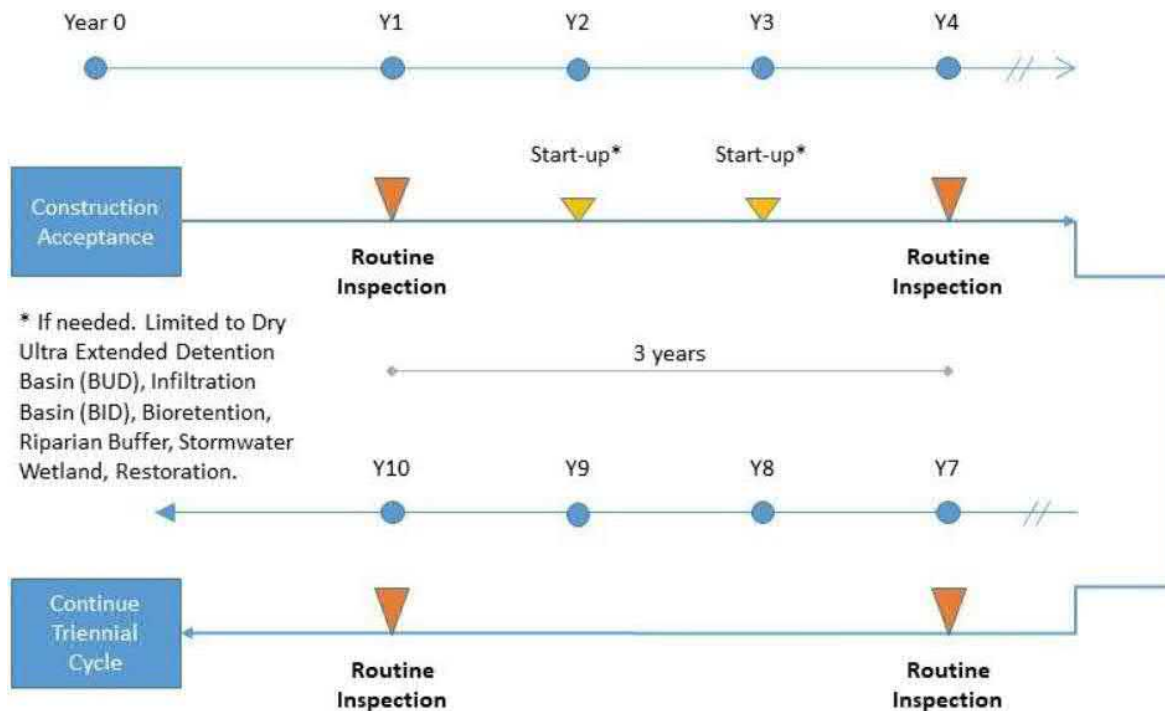 Year 0
Y1
Y2
Y3
Y4
Start-up*
Start-up*
Construction
Acceptance
Routine
Inspection
Routine
Inspection
* If needed. Limited to Dry
Ultra Extended Detention
Basin (BUD), Infiltration
Basin (BID), Bioretention,
Riparian Buffer, Stormwater
Wetland, Restoration.
3 years
Y10
Y9
Y8
Y7
Continue
Triennial
Cycle
Routine
Inspection
Routine
Inspection